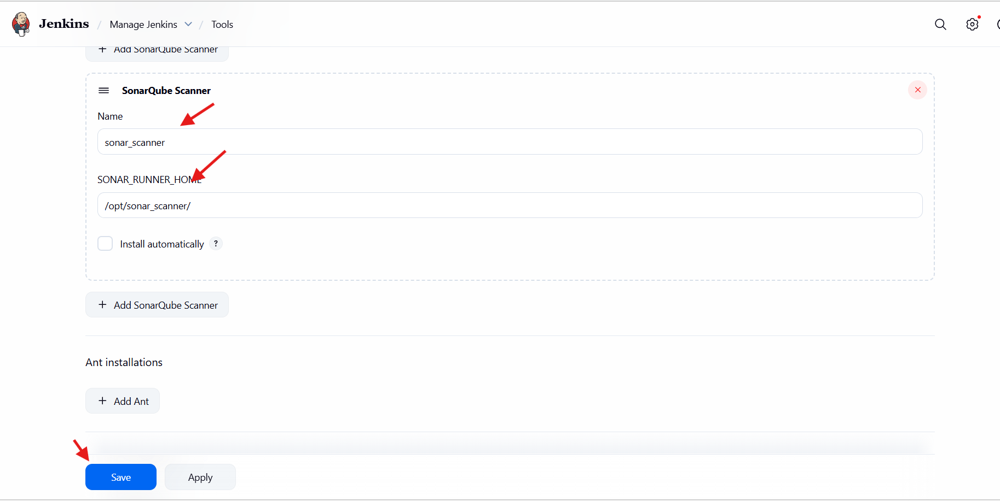 Jenkins / Manage Jenkins / Tools
+ Add SonarQube Scanner
SonarQube Scanner
Name
sonar_scanner
SONAR_RUNNER_HOME
/opt/sonar_scanner/
Install automatically ?
+ Add SonarQube Scanner
Ant installations
+ Add Ant
Save Apply